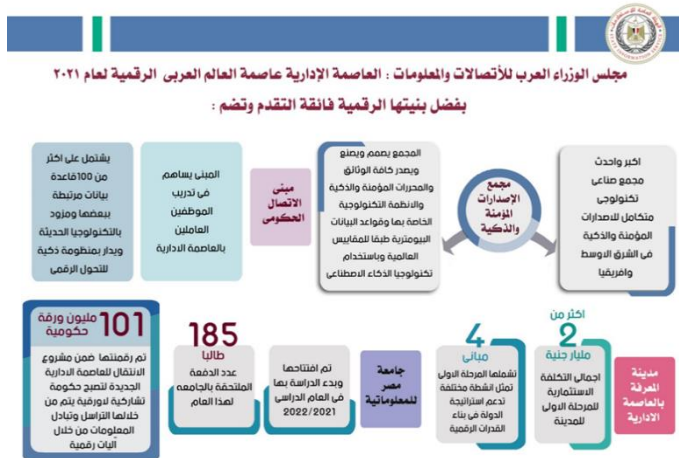 مجلس الوزراء العرب للأتصالات والمعلومات : العاصمة الإدارية عاصمة العالم العربى الرقمية لعام ٢٠٢١
بفضل بنيتها الرقمية فائقة التقدم وتضم :
اكبر واحدث
مجمع صناعى
تكنولوجى
متكامل للاصدارات
المؤمنة والذكية
فى الشرق الاوسط
وافريقيا
مجمع
الإصدارات
المؤمنة
والذكية
المجمع يصمم ويصنع
ويصدر كافة الوثائق
والمحررات المؤمنة والذكية
والانظمة التكنولوجية
الخاصة بها وقواعد البيانات
البيومترية طبقا للمقاييس
العالمية وباستخدام
تكنولوجيا الذكاء الاصطناعى
مبنى
الاتصال
الحكومى
المبنى يساهم
فى تدريب
الموظفين
العاملين
بالعاصمة الادارية
يشتمل على اكثر
من 100قاعدة
بيانات مرتبطة
ببعضها ومزود
بالتكنولوجيا الحديثة
ويدار بمنظومة ذكية
للتحول الرقمى
مدينة
المعرفة
بالعاصمة
الادارية
اكثر من
2
مليار جنية
اجمالى التكلفة
الاستثمارية
للمرحلة الاولى
للمدينة
4
مبانى
تشملها المرحلة الاولى
تمثل انشطة مختلفة
تدعم استراتيجة
الدولة فى بناء
القدرات الرقمية
جامعة
مصر
للمعلوماتية
تم افتتاحها
وبدء الدراسة بها
فى العام الدراسى
2022/2021
185
طالبا
عدد الدفعة
الملتحقة بالجامعه
لهذا العام
101 مليون ورقة
حكومية
تم رقمنتها ضمن مشروع
الانتقال للعاصمة الادارية
الجديدة لتصبح حكومة
تشاركية لاورقية يتم من
خلالها التراسل وتبادل
المعلومات من خلال
آليات رقمية